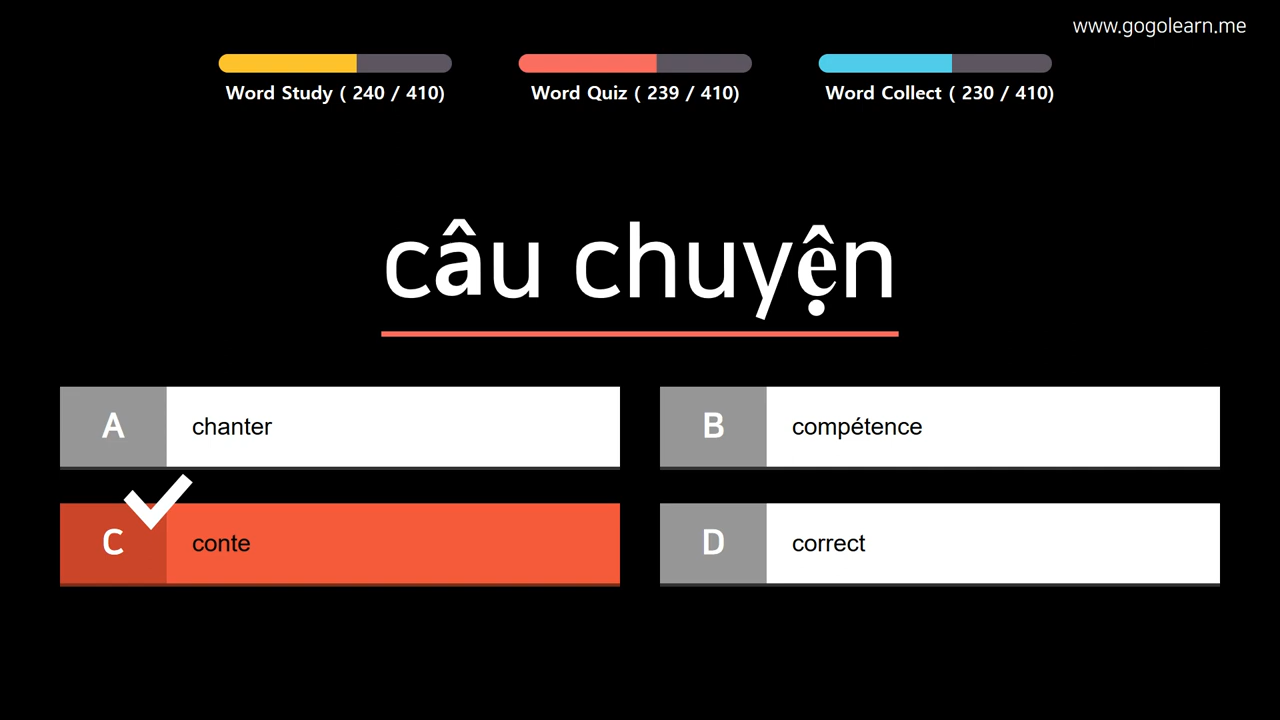 www.gogolearn.me
Word Study ( 240 / 410)
Word Quiz ( 239 / 410)
Word Collect ( 230 / 410)
câu chuyện
A chanter
B compétence
C conte
D correct